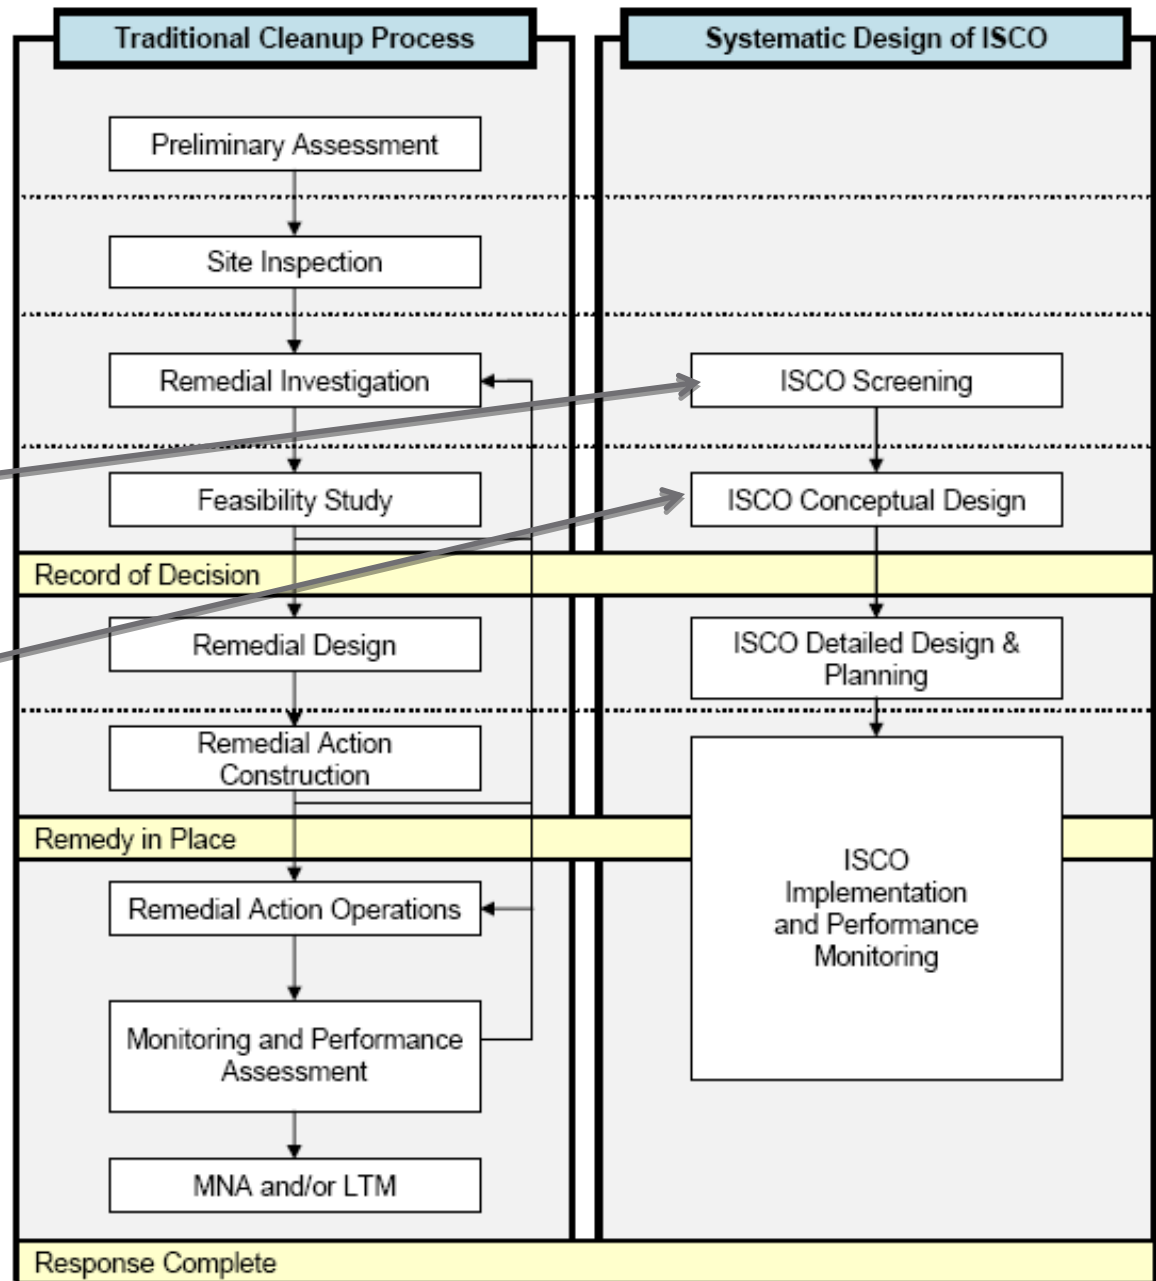 Traditional Cleanup Process
Systematic Design of ISCO
Preliminary Assessment
Site Inspection
Remedial Investigation
ISCO Screening
Feasibility Study
ISCO Conceptual Design
Record of Decision
Remedial Design
ISCO Detailed Design &
Planning
Remedial Action
Construction
Remedy in Place
ISCO
Implementation
and Performance
Monitoring
Remedial Action Operations
Monitoring and Performance
Assessment
MNA and/or LTM
Response Complete